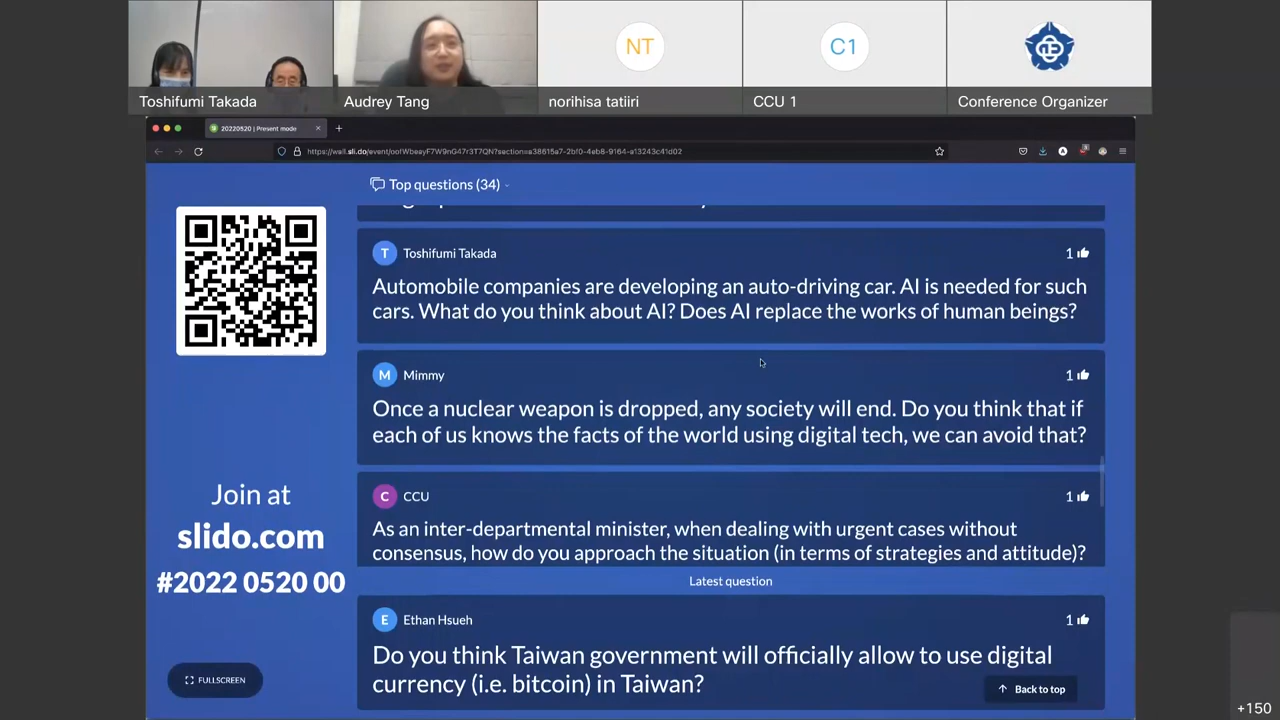 NT
C1
Toshifumi Takada
Audrey Tang
norihisa tatiiri
CCU 1
Conference Organizer
20220520 | Present mode
Top questions (34)
T Toshifumi Takada 1
Automobile companies are developing an auto-driving car. AI is needed for such
cars. What do you think about AI? Does AI replace the works of human beings?
M Mimmy 1
Once a nuclear weapon is dropped, any society will end. Do you think that if
each of us knows the facts of the world using digital tech, we can avoid that?
C CCU 1
As an inter-departmental minister, when dealing with urgent cases without
consensus, how do you approach the situation (in terms of strategies and attitude)?
Latest question
E Ethan Hsueh 1
Do you think Taiwan government will officially allow to use digital
currency (i.e. bitcoin) in Taiwan?
Back to top
Join at
slido.com
#2022 0520 00
FULLSCREEN
+150